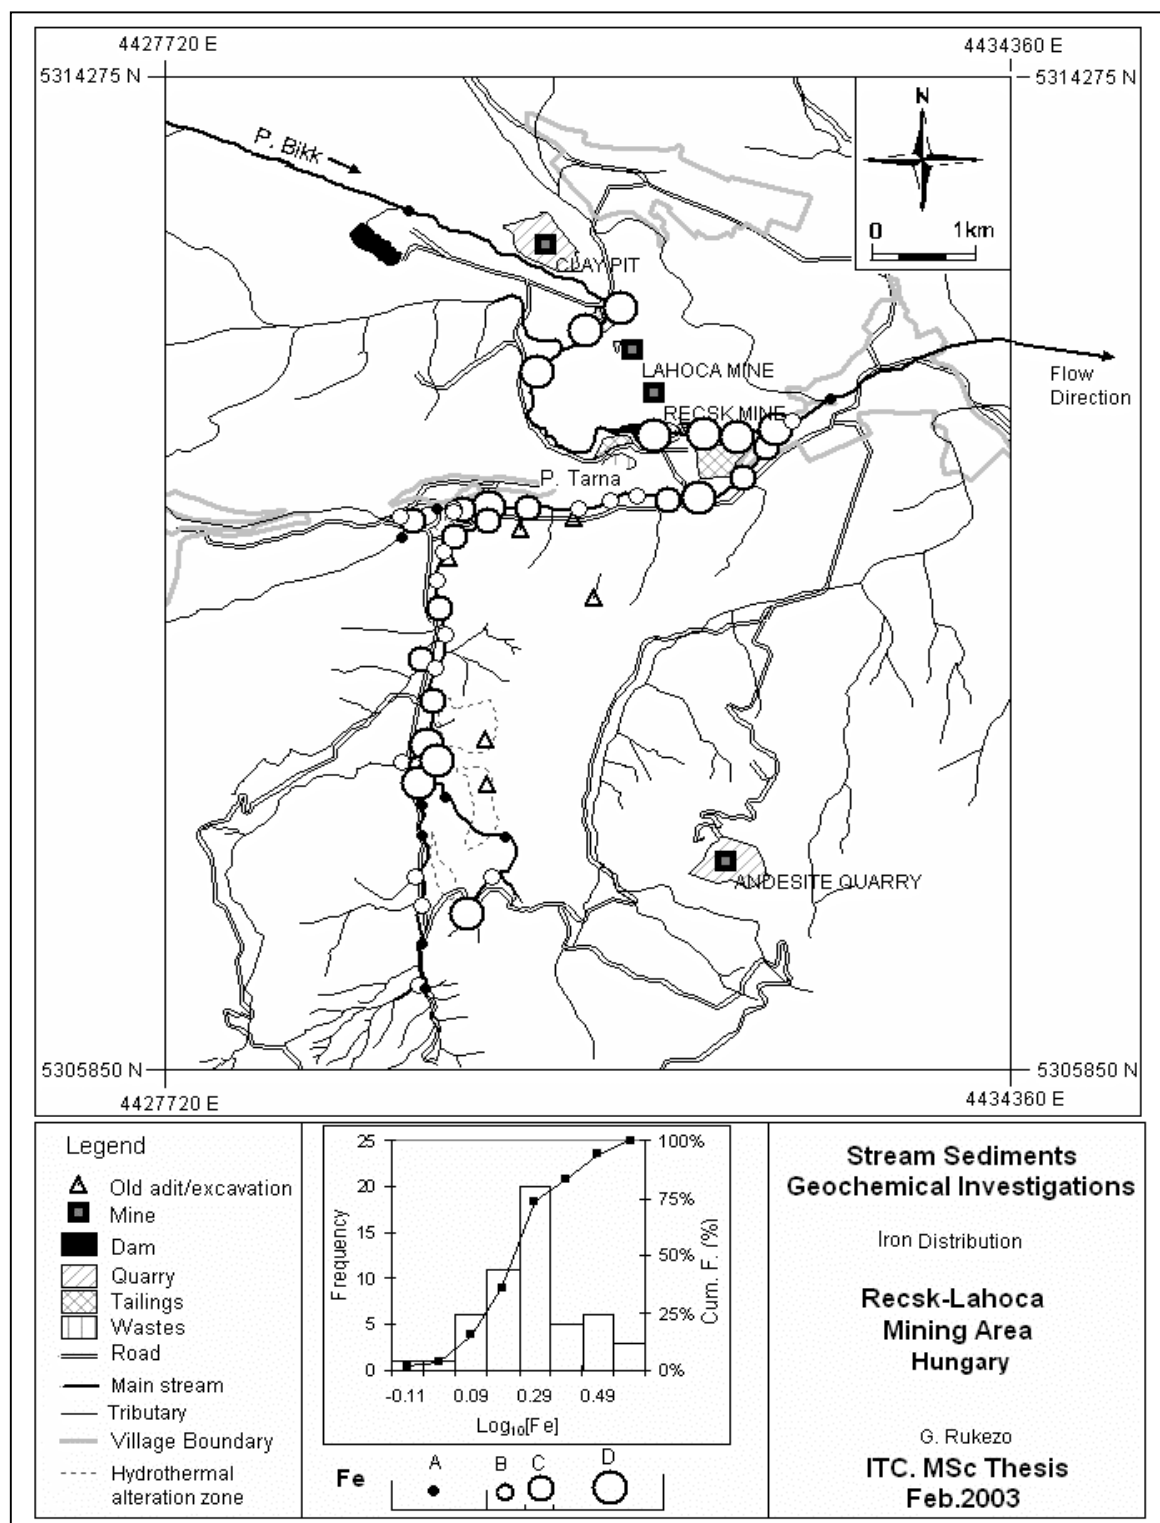 4427720 E
4434360 E
5314275 N
5314275 N
N
P. Bikk
0 1km
CLAY PIT
LAHOCA MINE
Flow
Direction
RECSK MINE
P. Tarna
ANDESITE QUARRY
5305850 N
5305850 N
4427720 E
4434360 E
Legend
Old adit/excavation
Mine
Dam
Quarry
Tailings
Wastes
Road
Main stream
Tributary
Village Boundary
Hydrothermal
alteration zone
25
20
15
10
5
0
Frequency
100%
75%
50%
25%
0%
Cum. F. (%)
-0.11 0.09 0.29 0.49
Log10[Fe]
Fe
A B C D
Stream Sediments
Geochemical Investigations
Iron Distribution
Recsk-Lahoca
Mining Area
Hungary
G. Rukezo
ITC. MSc Thesis
Feb.2003